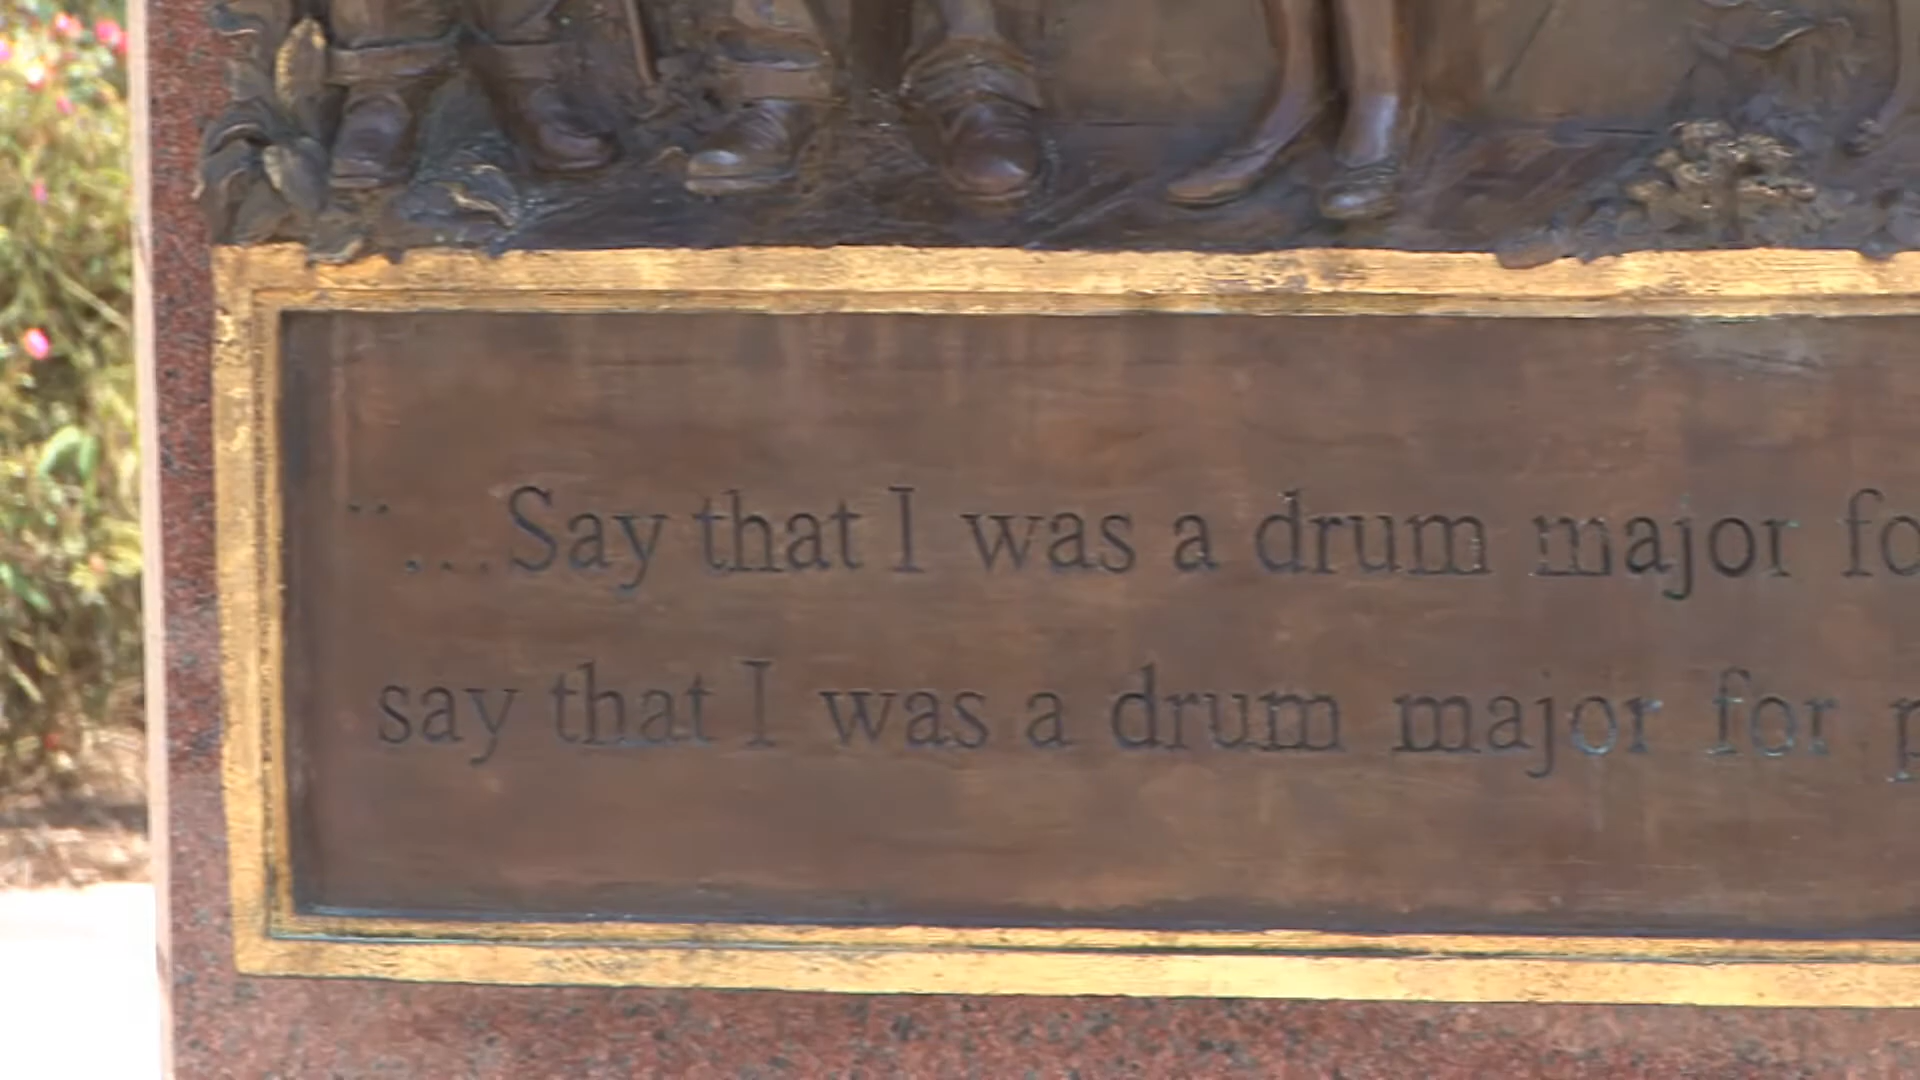 "...Say that I was a drum major fo
say that I was a drum major for p